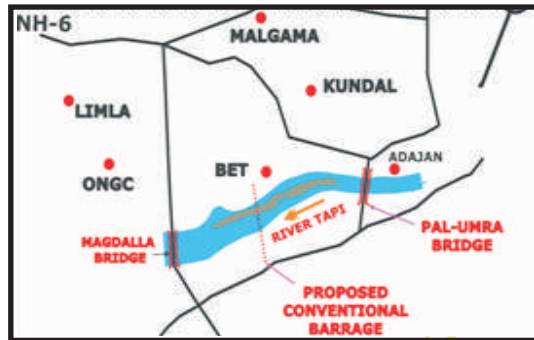 NH-6
MALGAMA
KUNDAL
LIMLA
ONGC
BET
ADAJAN
RIVER TAPI
MAGDALLA
BRIDGE
PAL-UMRA
BRIDGE
PROPOSED
CONVENTIONAL
BARRAGE